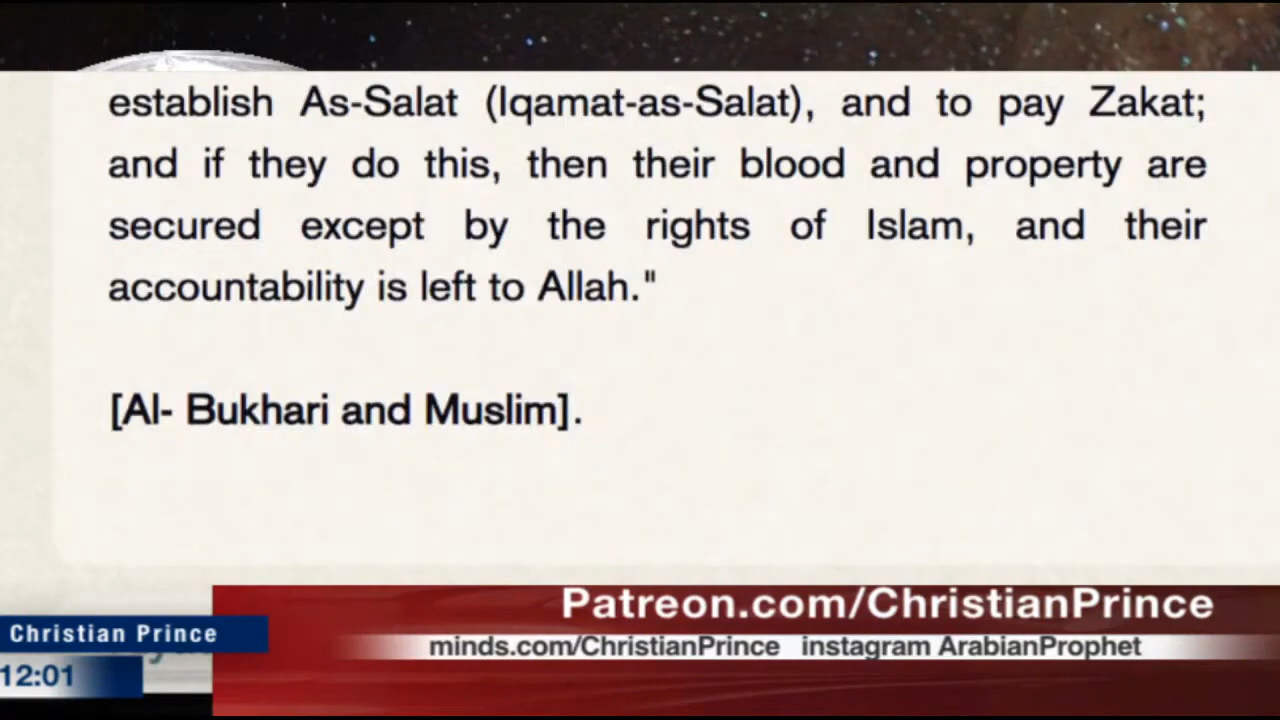 establish As-Salat (Iqamat-as-Salat), and to pay Zakat;
and if they do this, then their blood and property are
secured except by the rights of Islam, and their
accountability is left to Allah."
[Al- Bukhari and Muslim].
Patreon.com/ChristianPrince
Christian Prince
minds.com/ChristianPrince instagram ArabianProphet
12:01